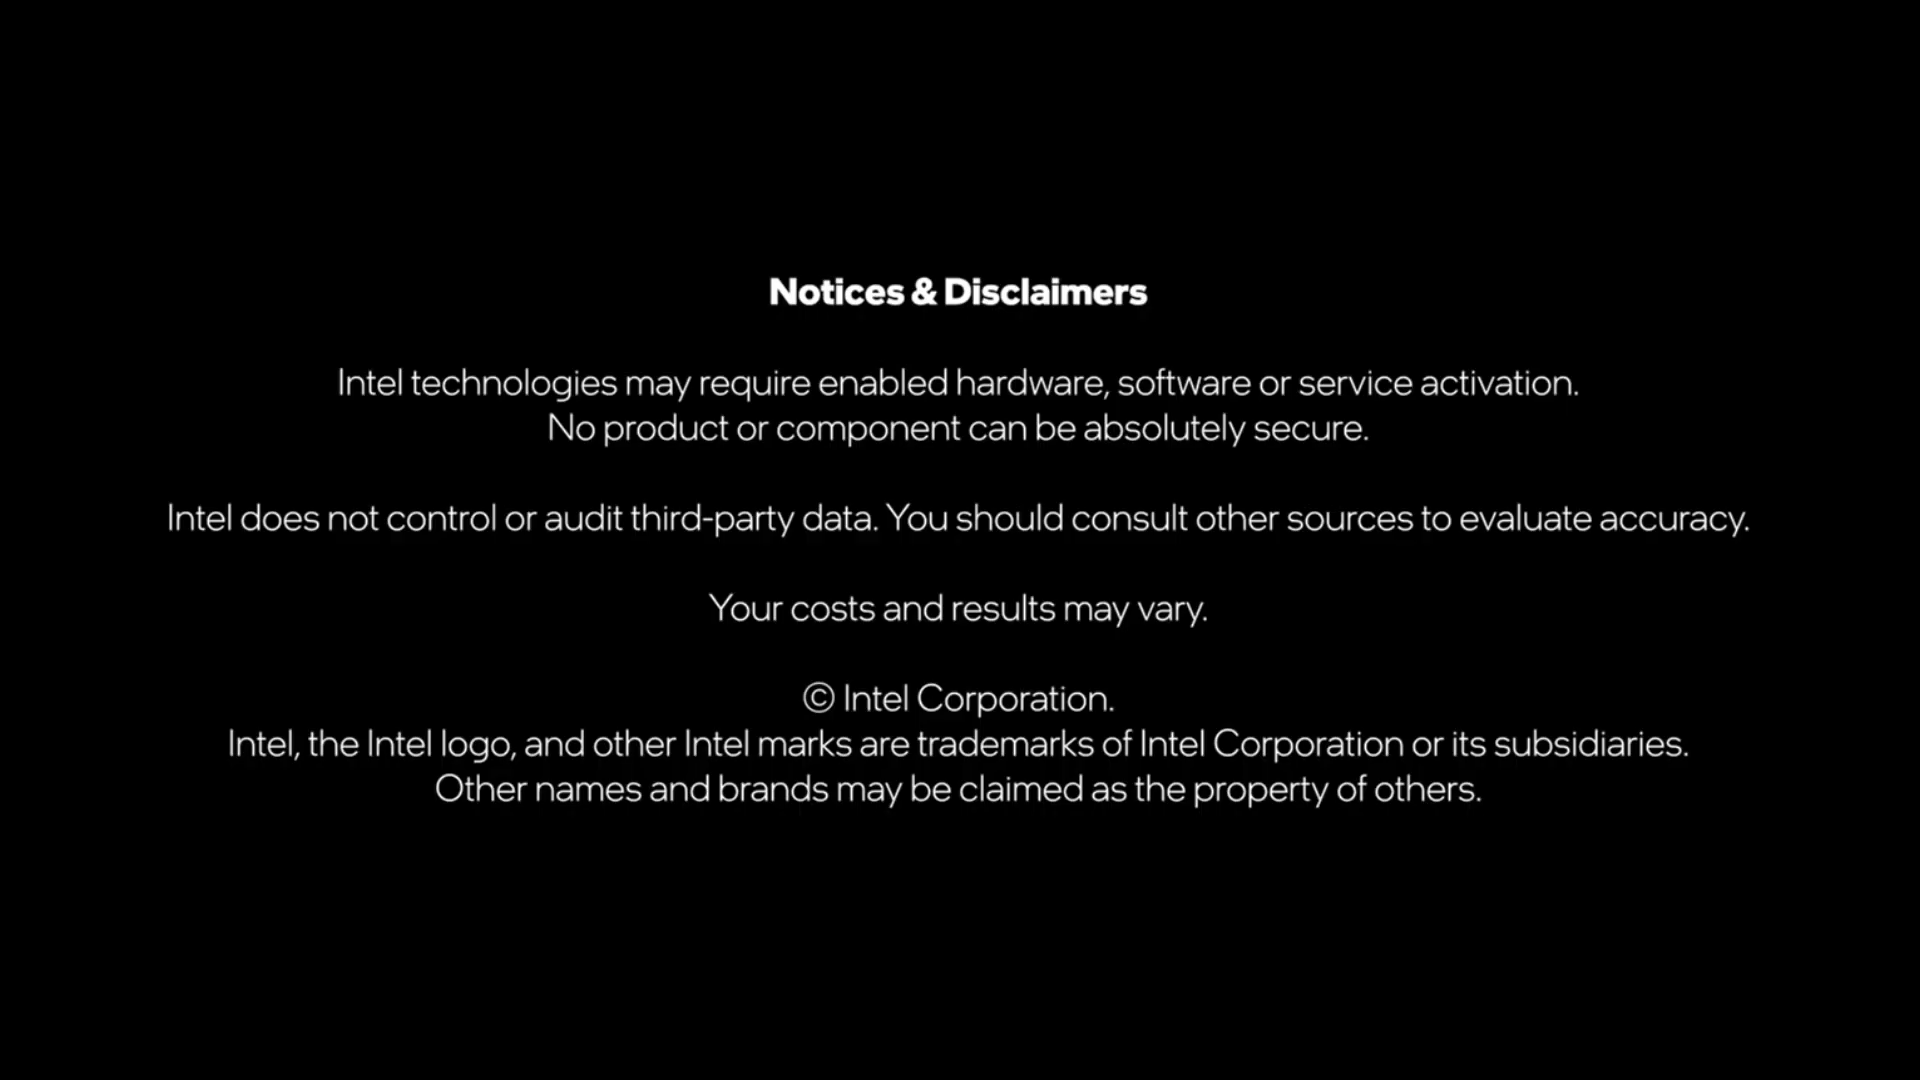 Notices & Disclaimers
Intel technologies may require enabled hardware, software or service activation.
No product or component can be absolutely secure.
Intel does not control or audit third-party data. You should consult other sources to evaluate accuracy.
Your costs and results may vary.
© Intel Corporation.
Intel, the Intel logo, and other Intel marks are trademarks of Intel Corporation or its subsidiaries.
Other names and brands may be claimed as the property of others.